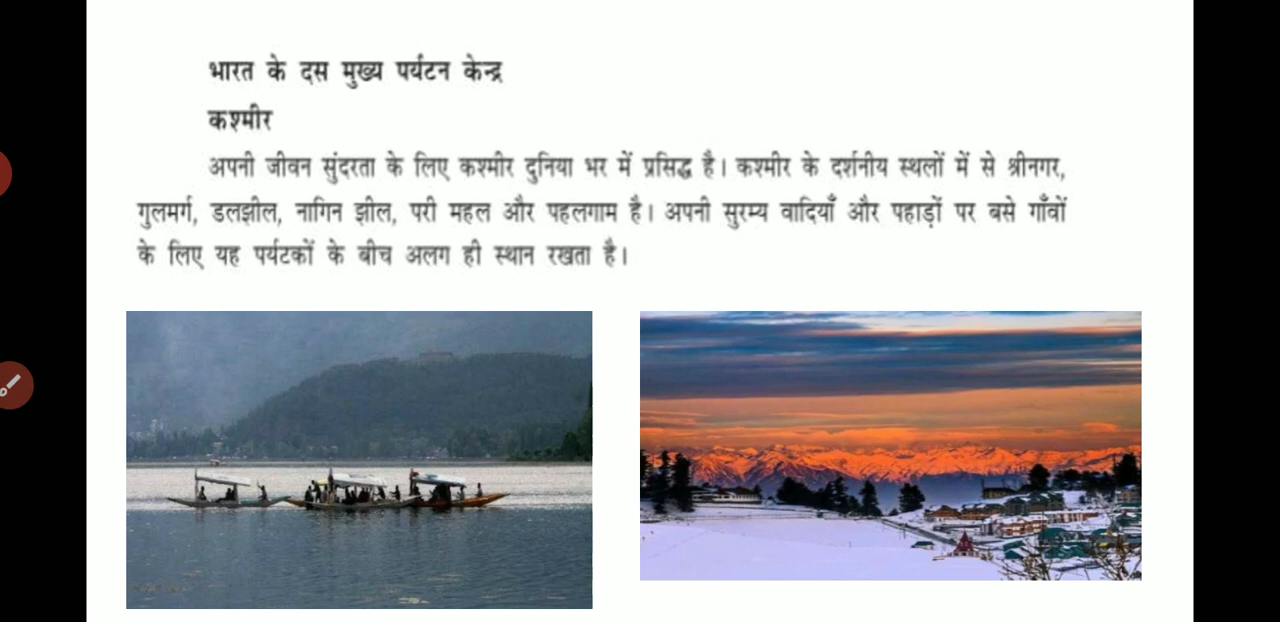 भारत के दस मुख्य पर्यटन केन्द्र
कश्मीर
अपनी जीवन सुंदरता के लिए कश्मीर दुनिया भर में प्रसिद्ध है। कश्मीर के दर्शनीय स्थलों में से श्रीनगर,
गुलमर्ग, डलझील, नागिन झील, परी महल और पहलगाम है। अपनी सुरम्य वादियाँ और पहाड़ों पर बसे गाँवों
के लिए यह पर्यटकों के बीच अलग ही स्थान रखता है।